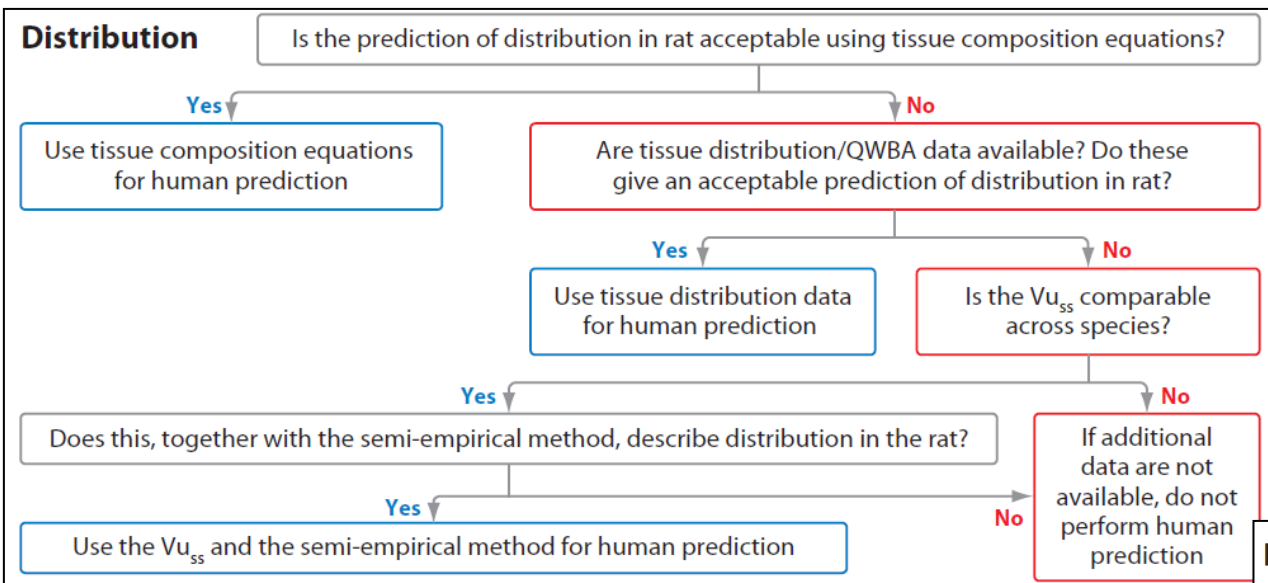 Distribution
Is the prediction of distribution in rat acceptable using tissue composition equations?
Yes
No
Use tissue composition equations
for human prediction
Are tissue distribution/QWBA data available? Do these
give an acceptable prediction of distribution in rat?
Yes
No
Use tissue distribution data
for human prediction
Is the Vuss comparable
across species?
Yes
No
Does this, together with the semi-empirical method, describe distribution in the rat?
If additional
data are not
available, do not
perform human
prediction
Yes
No
Use the Vuss and the semi-empirical method for human prediction